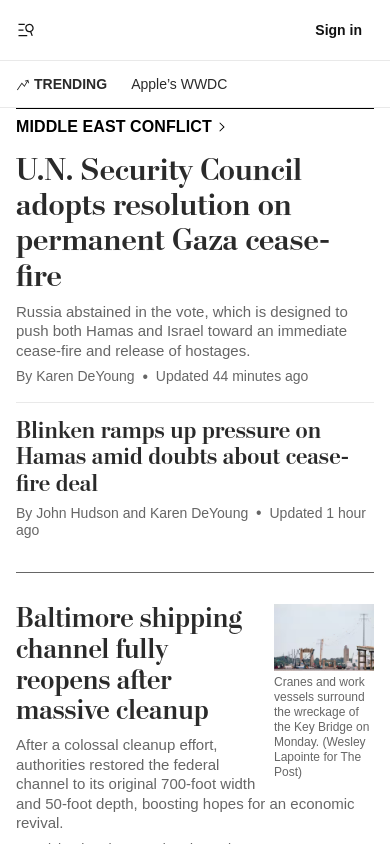 Sign in
TRENDING
Apple's WWDC
MIDDLE EAST CONFLICT
U.N. Security Council
adopts resolution on
permanent Gaza cease-
fire
Russia abstained in the vote, which is designed to
push both Hamas and Israel toward an immediate
cease-fire and release of hostages.
By Karen DeYoung • Updated 44 minutes ago
Blinken ramps up pressure on
Hamas amid doubts about cease-
fire deal
By John Hudson and Karen DeYoung • Updated 1 hour
ago
Baltimore shipping
channel fully
reopens after
massive cleanup
Cranes and work
vessels surround
the wreckage of
the Key Bridge on
Monday. (Wesley
Lapointe for The
Post)
After a colossal cleanup effort,
authorities restored the federal
channel to its original 700-foot width
and 50-foot depth, boosting hopes for an economic
revival.